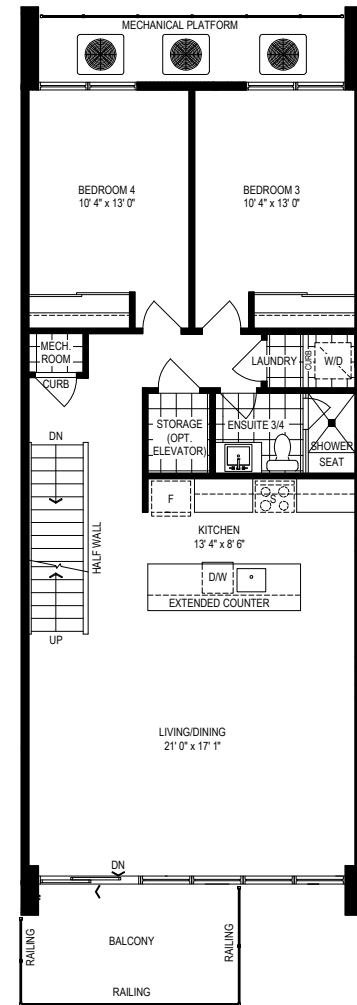 MECHANICAL PLATFORM
BEDROOM 4
10' 4" x 13' 0"
BEDROOM 3
10' 4" x 13' 0"
MECH.
ROOM
CURB
LAUNDRY
CURB
W/D
DN
STORAGE
(OPT.
ELEVATOR)
ENSUITE 3/4
SHOWER
SEAT
HALF WALL
F
S
KITCHEN
13' 4" x 8' 6"
D/W
EXTENDED COUNTER
UP
LIVING/DINING
21' 0" x 17' 1"
DN
RAILING
BALCONY
RAILING
RAILING